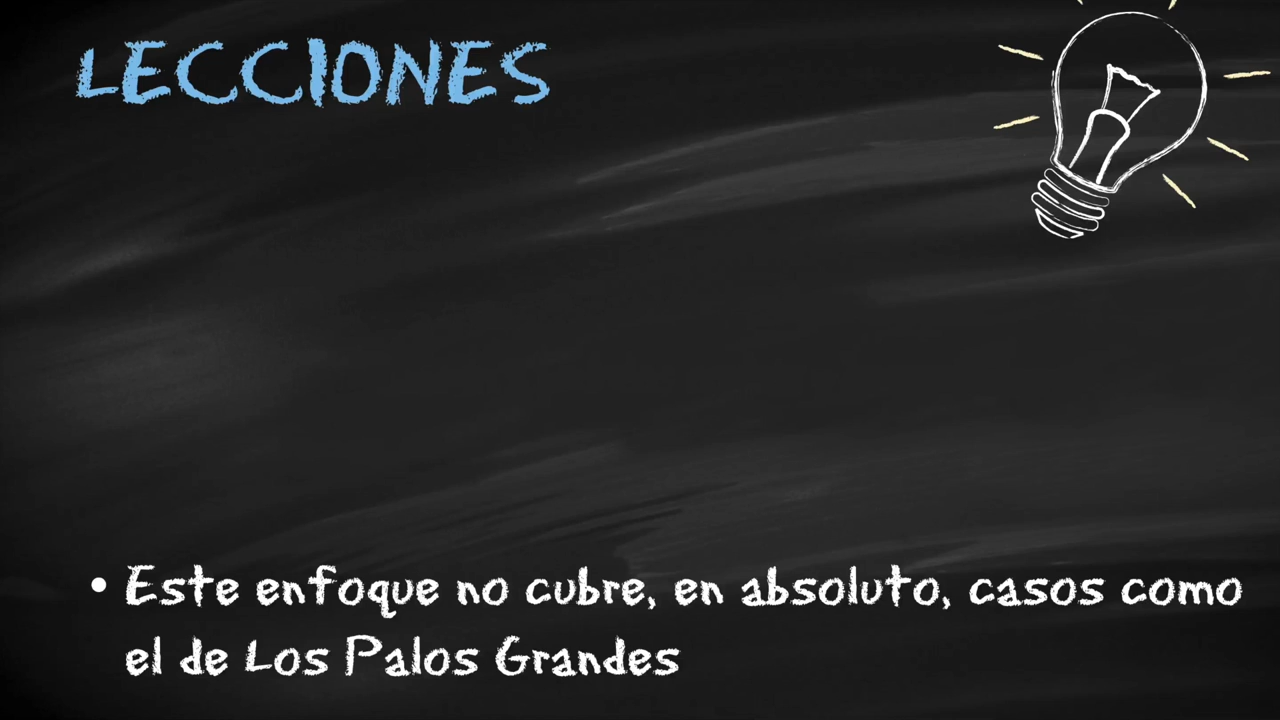 LECCIONES
• Este enfoque no cubre, en absoluto, casos como
el de Los Palos Grandes